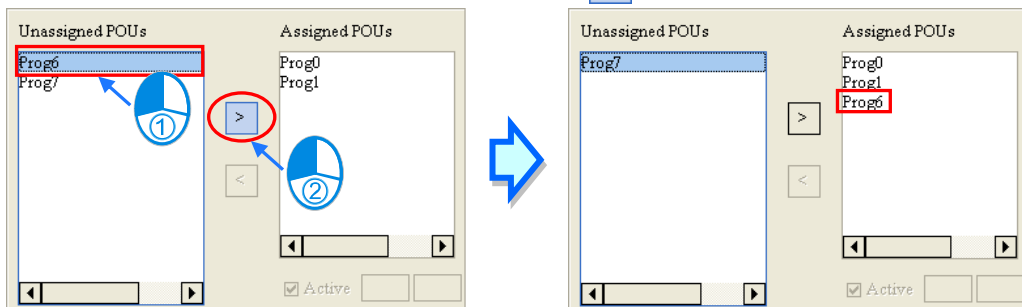 Unassigned POUs
Prog6
Prog7
①
>
<
②
Assigned POUs
Prog0
Prog1
Active
Unassigned POUs
Prog7
>
<
Assigned POUs
Prog0
Prog1
Prog6
Active